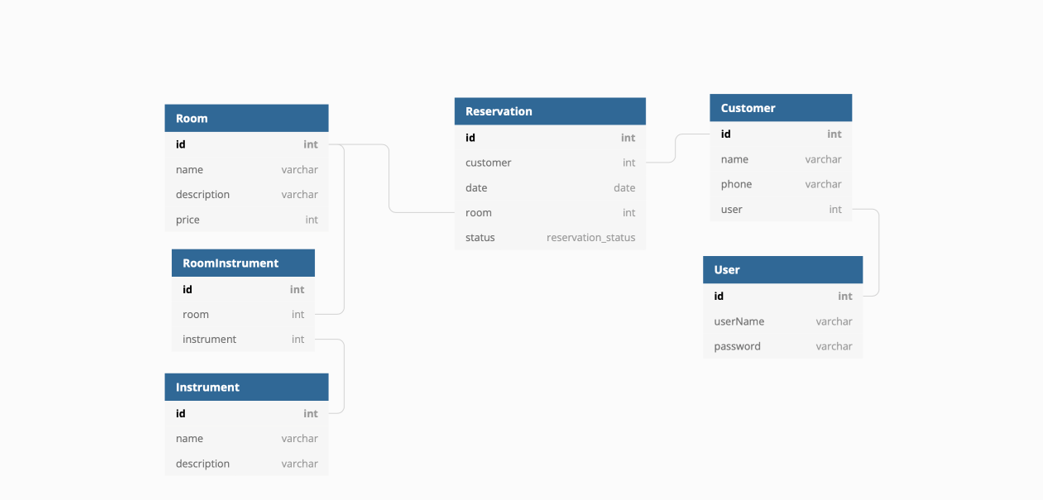 Room
id int
name varchar
description varchar
price int
RoomInstrument
id int
room int
instrument int
Instrument
id int
name varchar
description varchar
Reservation
id int
customer int
date date
room int
status reservation_status
Customer
id int
name varchar
phone varchar
user int
User
id int
userName varchar
password varchar